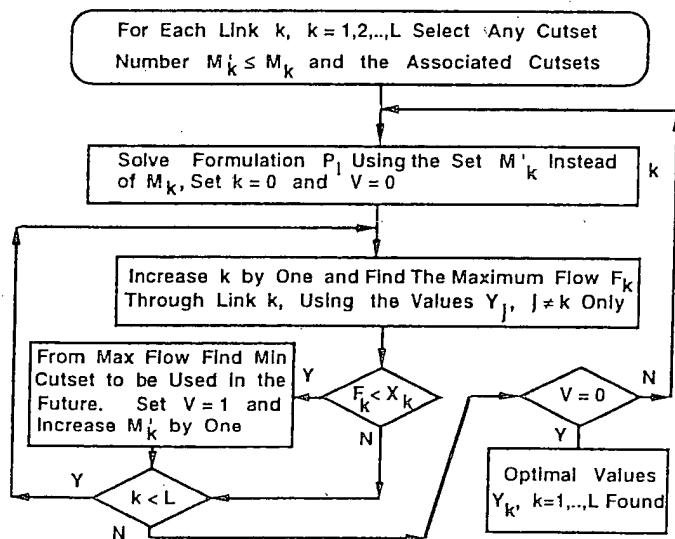 For Each Link k, k = 1,2,..,L Select Any Cutset
Number M'k ≤ Mk and the Associated Cutsets
Solve Formulation P1 Using the Set M'k Instead
of Mk, Set k = 0 and V = 0
k
Increase k by One and Find The Maximum Flow Fk
Through Link k, Using the Values Yj, j ≠ k Only
From Max Flow Find Min
Cutset to be Used in the
Future. Set V = 1 and
Increase M'k by One
Y
Fk < Xk
N
V = 0
N
Y
Y
k < L
N
Optimal Values
Yk, k=1,..,L Found